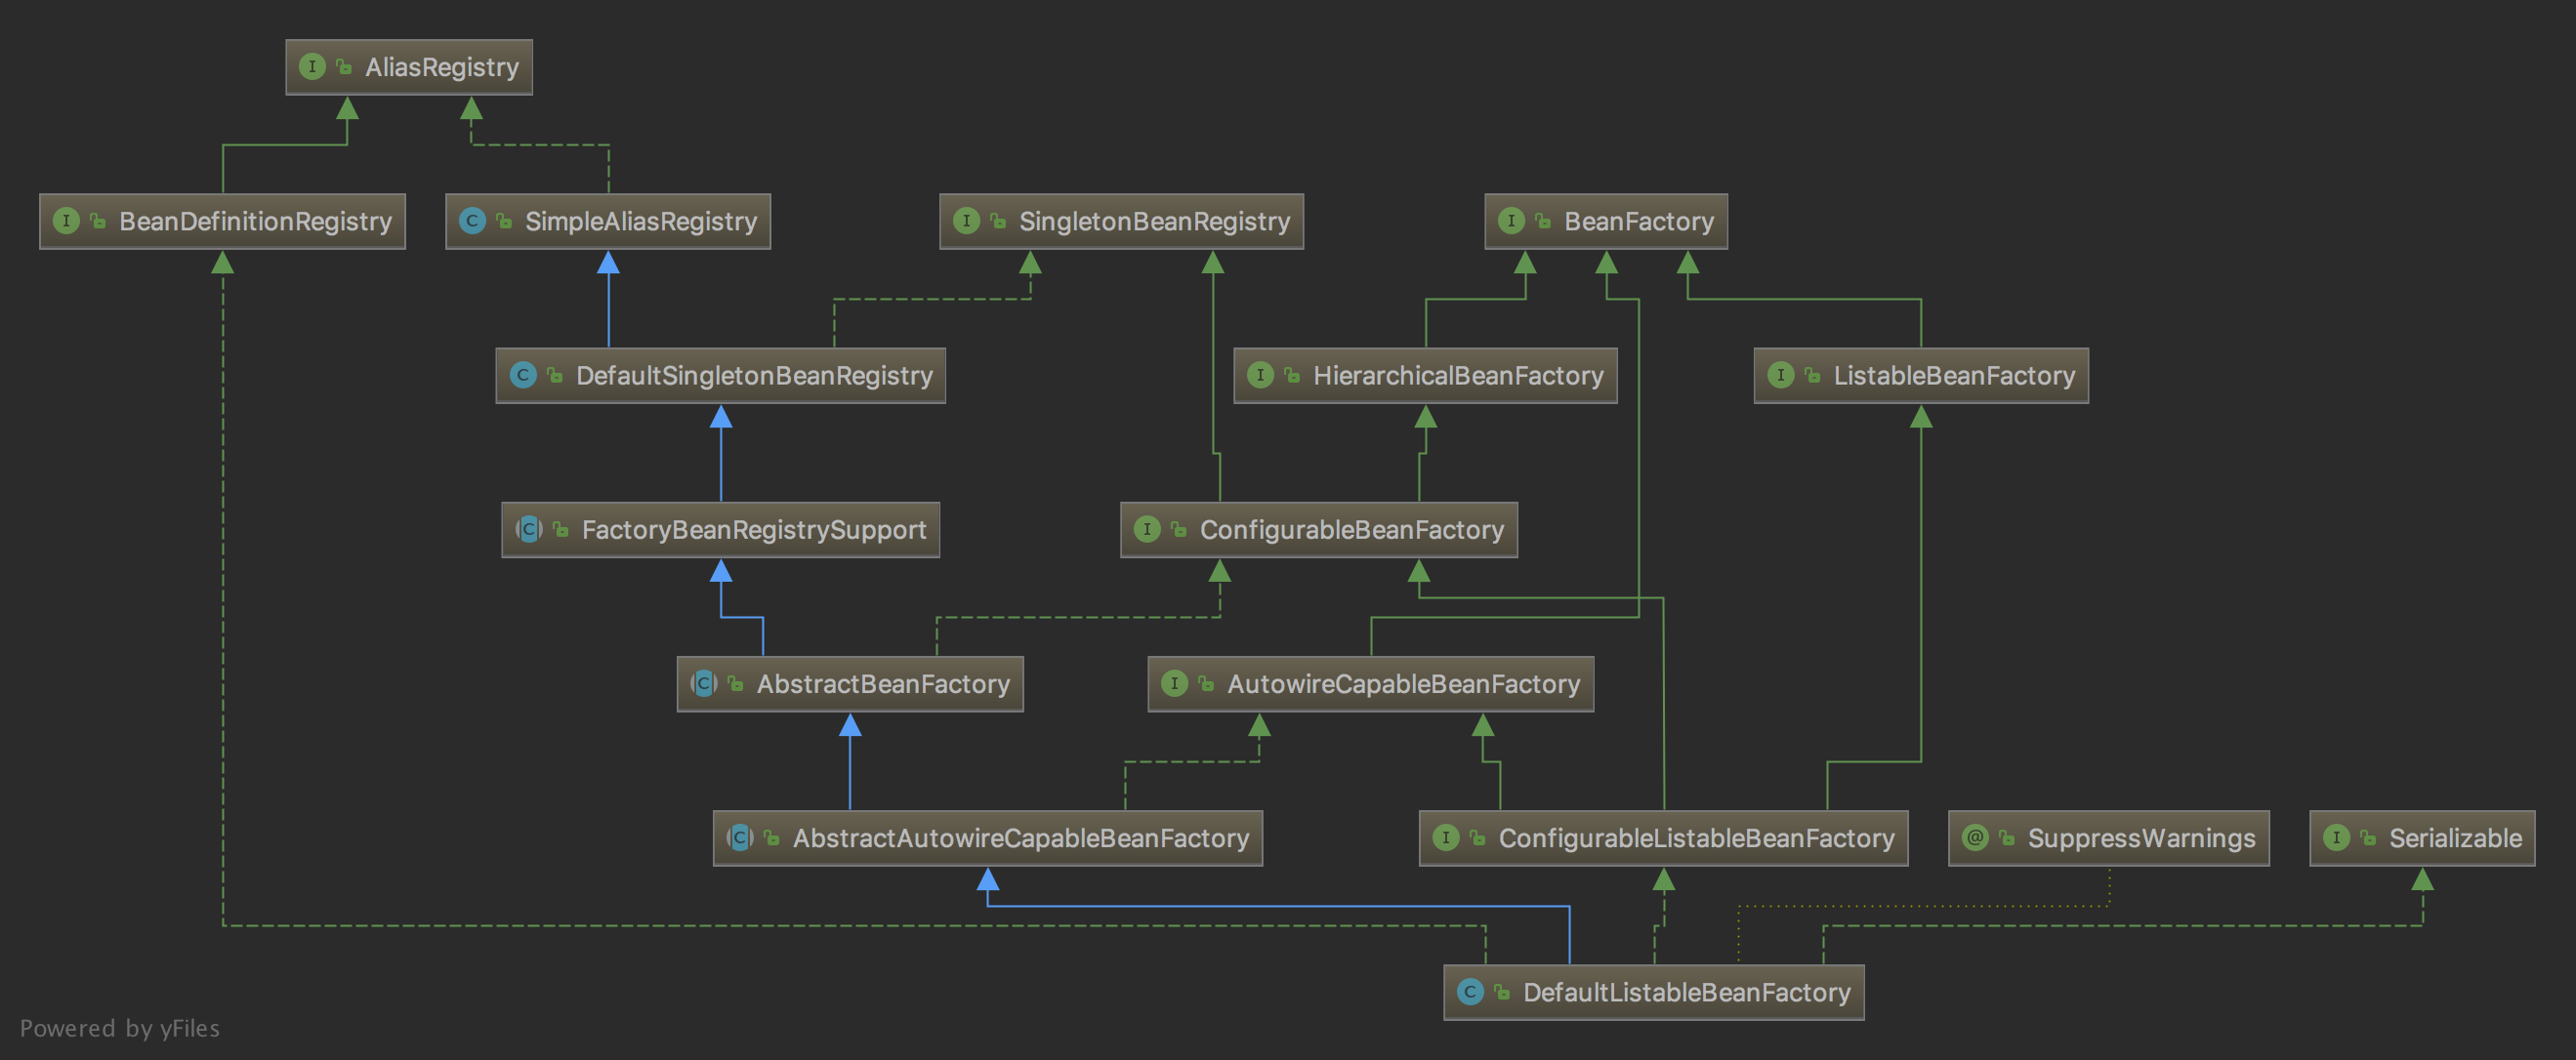 I AliasRegistry
I BeanDefinitionRegistry
C SimpleAliasRegistry
I SingletonBeanRegistry
I BeanFactory
C DefaultSingletonBeanRegistry
I HierarchicalBeanFactory
I ListableBeanFactory
C FactoryBeanRegistrySupport
I ConfigurableBeanFactory
C AbstractBeanFactory
I AutowireCapableBeanFactory
C AbstractAutowireCapableBeanFactory
I ConfigurableListableBeanFactory
@ SuppressWarnings
I Serializable
C DefaultListableBeanFactory
Powered by yFiles